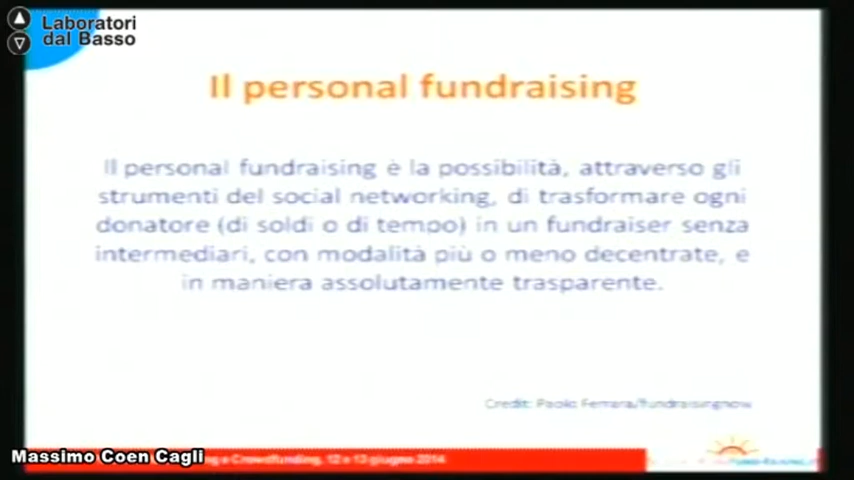 Laboratori
dal Basso
Il personal fundraising
Il personal fundraising è la possibilità, attraverso gli
strumenti del social networking, di trasformare ogni
donatore (di soldi o di tempo) in un fundraiser senza
intermediari, con modalità più o meno decentrate, e
in maniera assolutamente trasparente.
Credit: Paolo Ferrara/fundraisingnow
Massimo Coen Cagli
e Crowdfunding, 12 e 13 giugno 2014